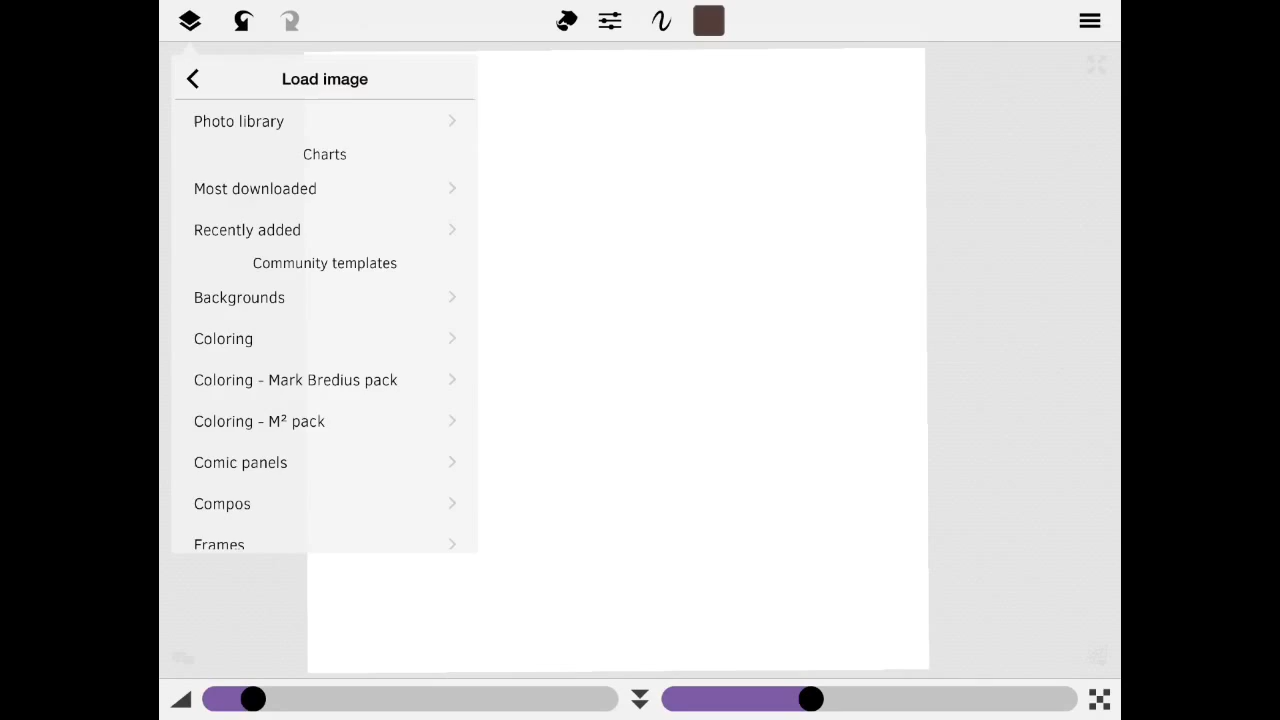 Load image
Photo library
Charts
Most downloaded
Recently added
Community templates
Backgrounds
Coloring
Coloring - Mark Bredius pack
Coloring - M² pack
Comic panels
Compos
Frames